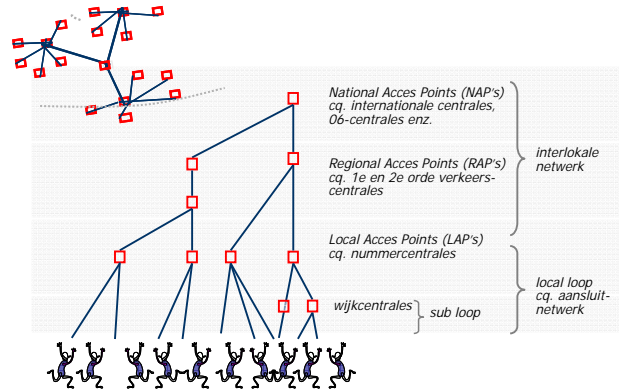 National Acces Points (NAP's)
cq. internationale centrales,
06-centrales enz.
interlokale
netwerk
Regional Acces Points (RAP's)
cq. 1e en 2e orde verkeers-
centrales
Local Acces Points (LAP's)
cq. nummercentrales
local loop
cq. aansluit-
netwerk
wijkcentrales
sub loop